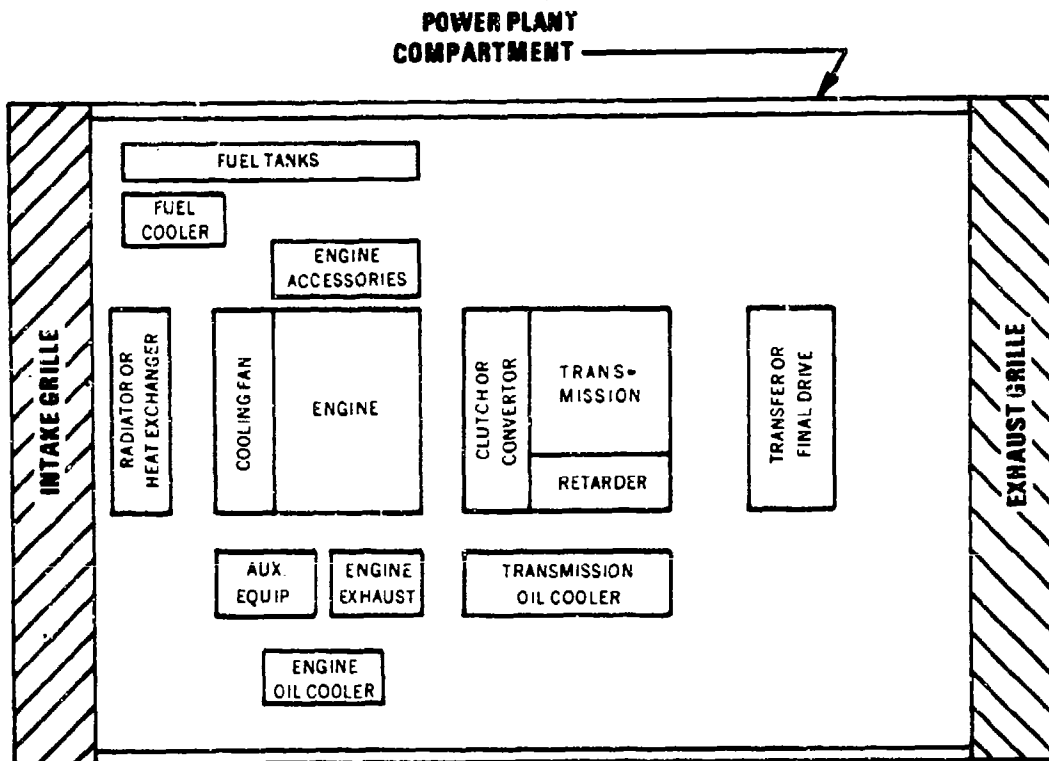 POWER PLANT
COMPARTMENT
FUEL TANKS
FUEL
COOLER
ENGINE
ACCESSORIES
INTAKE GRILLE
RADIATOR OR
HEAT EXCHANGER
COOLING FAN
ENGINE
CLUTCH OR
CONVERTOR
TRANS-
MISSION
RETARDER
TRANSFER OR
FINAL DRIVE
EXHAUST GRILLE
AUX.
EQUIP
ENGINE
EXHAUST
TRANSMISSION
OIL COOLER
ENGINE
OIL COOLER